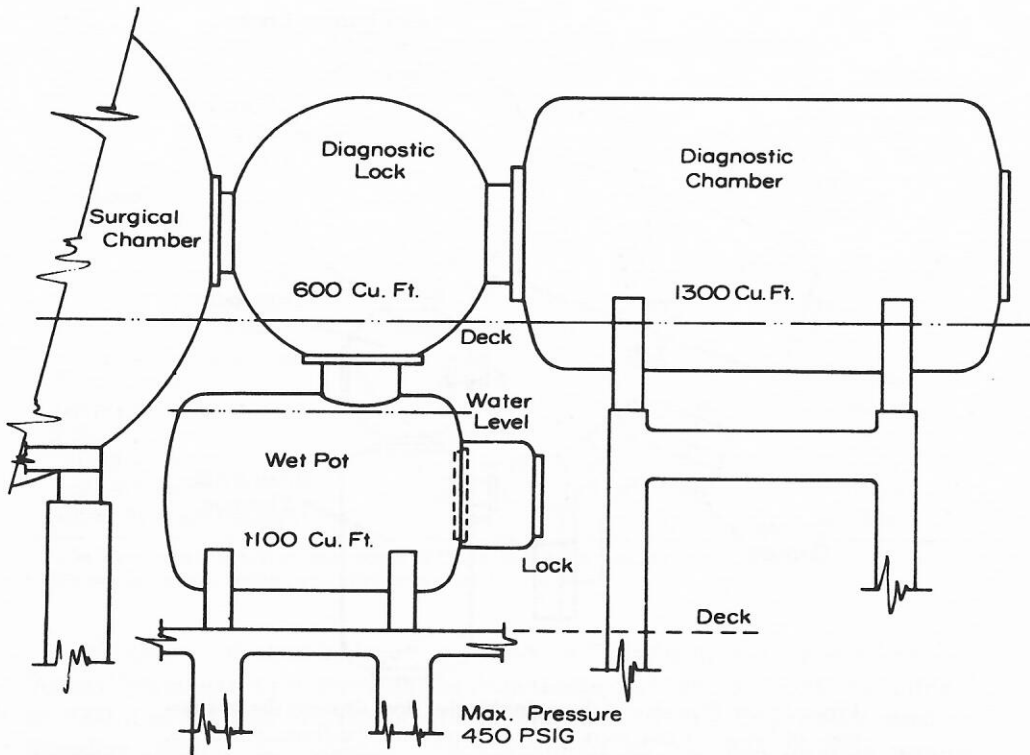 Diagnostic
Lock
Diagnostic
Chamber
Surgical
Chamber
600 Cu. Ft.
1300 Cu. Ft.
Deck
Water
Level
Wet Pot
1100 Cu. Ft.
Lock
Deck
Max. Pressure
450 PSIG